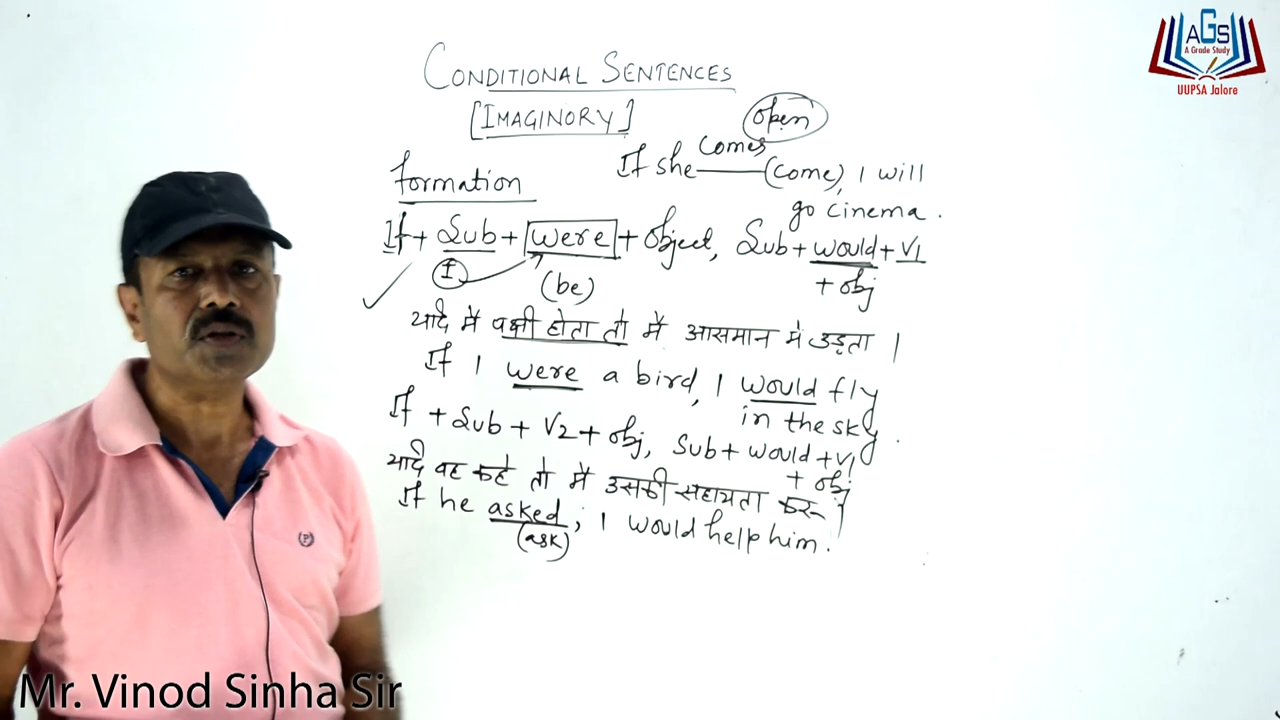 AGS
A Grade Study
UUPSA Jalore
CONDITIONAL SENTENCES
[IMAGINORY]
open
formation
comes
If she ——— (come), I will
go cinema.
If + Sub + were + object, Sub + would + V1
+ obj
I
(be)
यदि मैं पक्षी होता तो मैं आसमान में उड़ता |
If I were a bird, I would fly
in the sky.
If + Sub + V2 + obj, Sub + would + V1
+ obj
यदि वह कहे तो मैं उसकी सहायता करू |
If he asked, I would help him.
(ask)
Mr. Vinod Sinha Sir